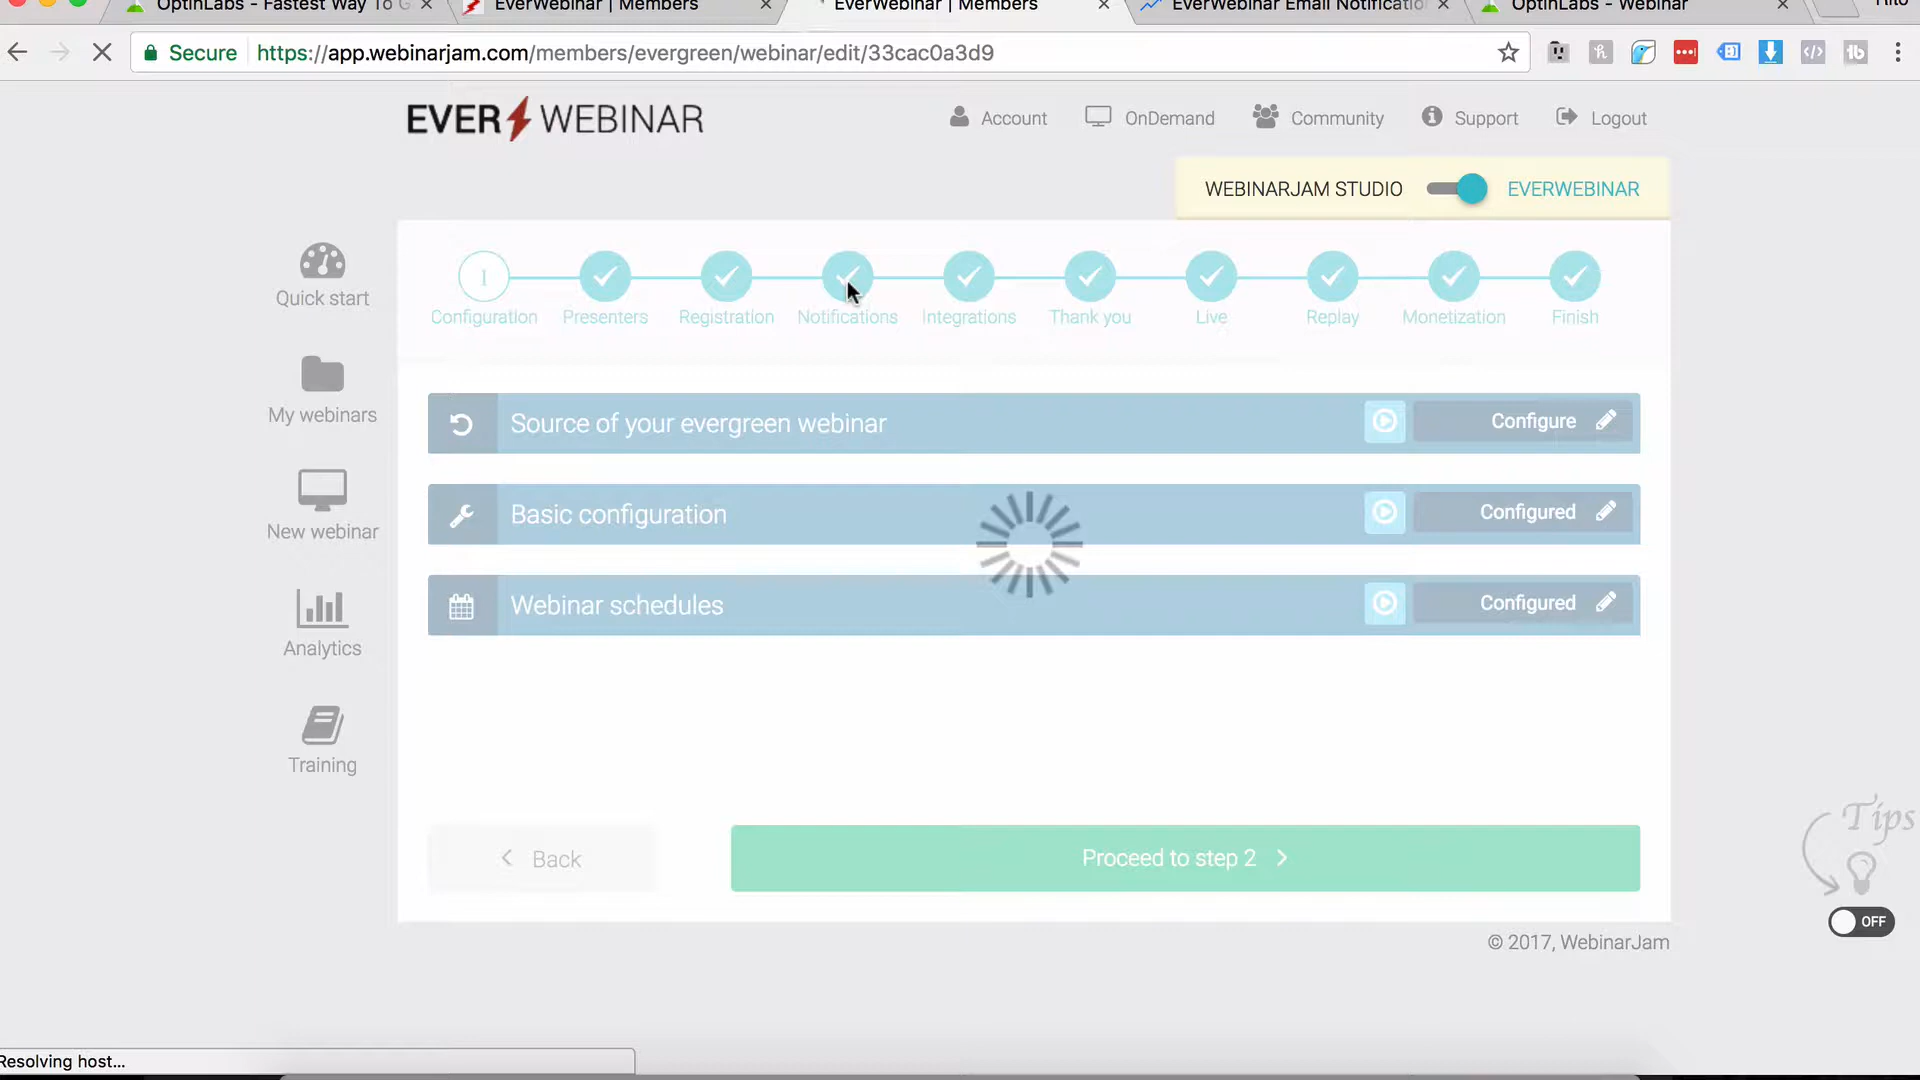 OptinLabs - Fastest Way To G
EverWebinar | Members
EverWebinar | Members
EverWebinar Email Notificatio
OptinLabs - Webinar
Secure https://app.webinarjam.com/members/evergreen/webinar/edit/33cac0a3d9
EVER WEBINAR
Account
OnDemand
Community
Support
Logout
WEBINARJAM STUDIO
EVERWEBINAR
Quick start
My webinars
New webinar
Analytics
Training
1
Configuration
Presenters
Registration
Notifications
Integrations
Thank you
Live
Replay
Monetization
Finish
Source of your evergreen webinar
Configure
Basic configuration
Configured
Webinar schedules
Configured
Back
Proceed to step 2
Tips
OFF
© 2017, WebinarJam
Resolving host...